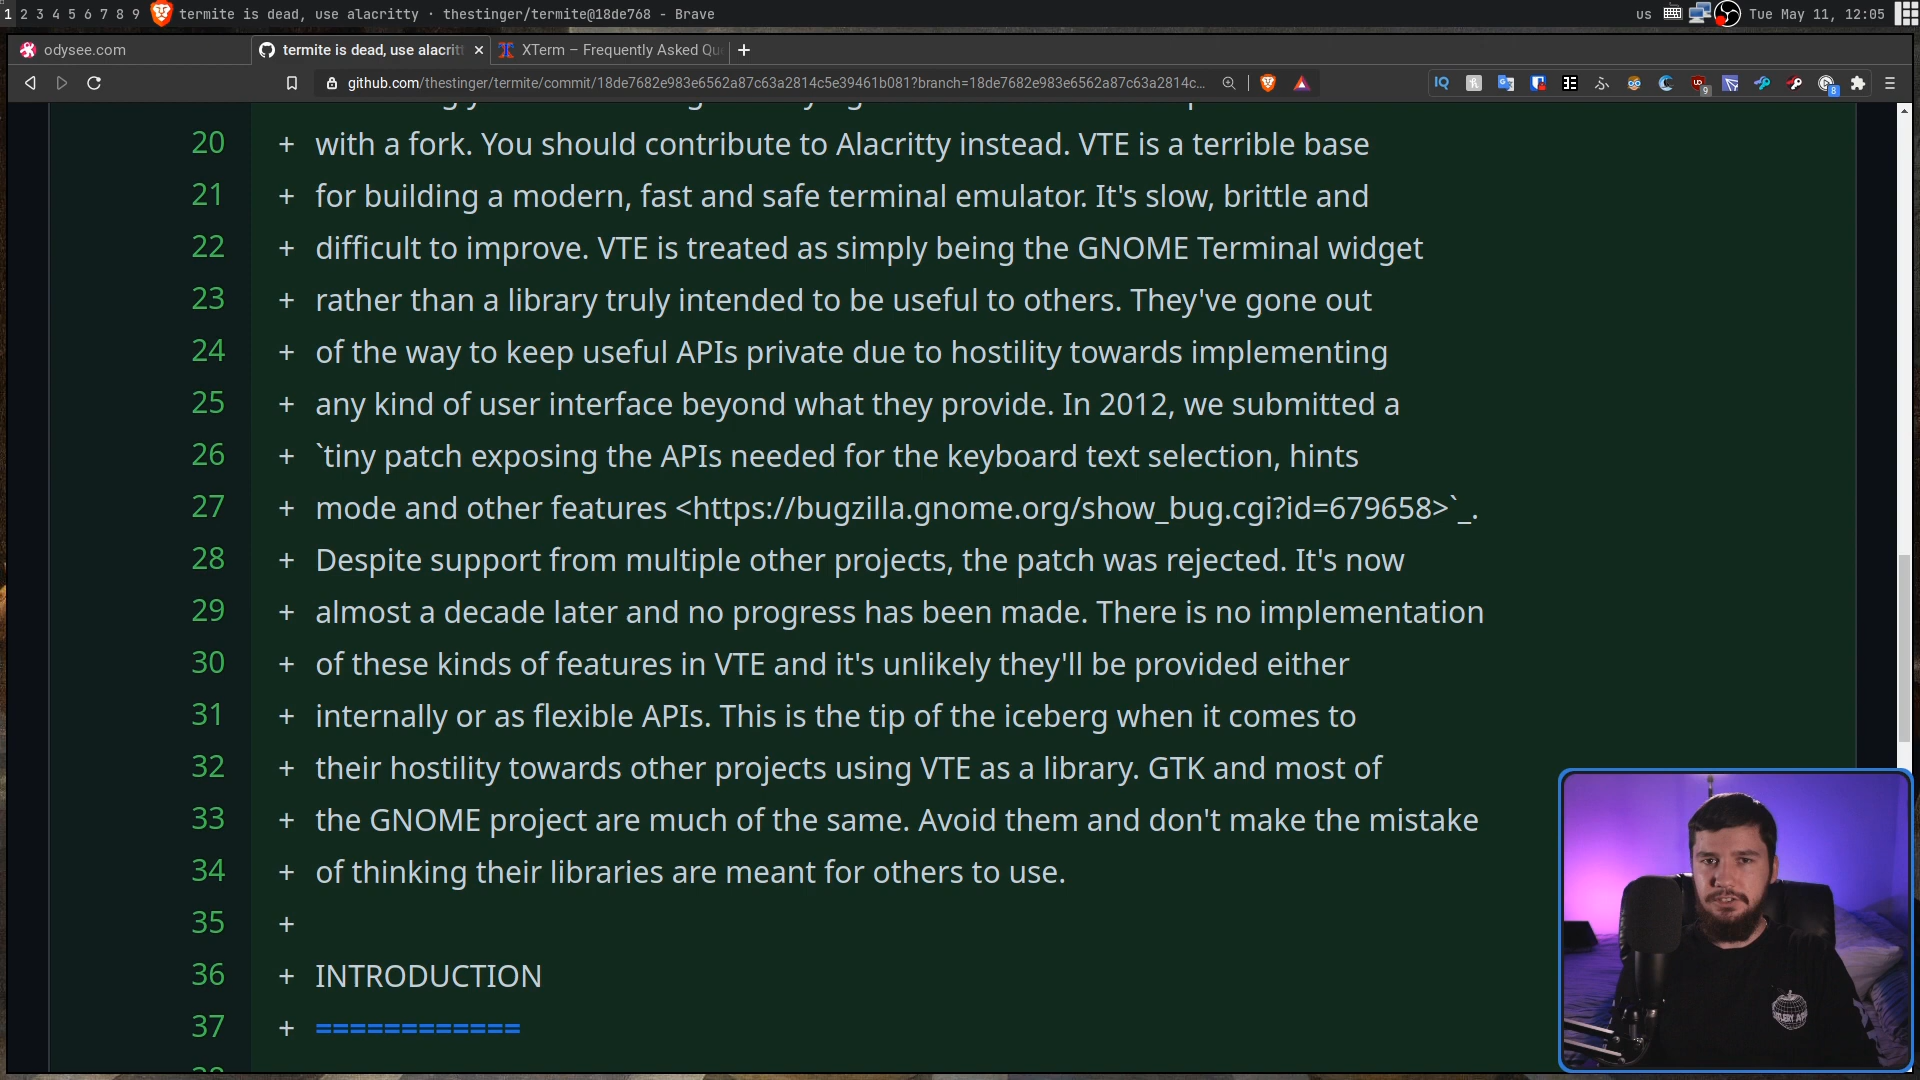 1 2 3 4 5 6 7 8 9 termite is dead, use alacritty · thestinger/termite@18de768 - Brave us Tue May 11, 12:05
odysee.com termite is dead, use alacritt XTerm – Frequently Asked Qu
github.com/thestinger/termite/commit/18de7682e983e6562a87c63a2814c5e39461b081?branch=18de7682e983e6562a87c63a2814c...
20 + with a fork. You should contribute to Alacritty instead. VTE is a terrible base
21 + for building a modern, fast and safe terminal emulator. It's slow, brittle and
22 + difficult to improve. VTE is treated as simply being the GNOME Terminal widget
23 + rather than a library truly intended to be useful to others. They've gone out
24 + of the way to keep useful APIs private due to hostility towards implementing
25 + any kind of user interface beyond what they provide. In 2012, we submitted a
26 + `tiny patch exposing the APIs needed for the keyboard text selection, hints
27 + mode and other features <https://bugzilla.gnome.org/show_bug.cgi?id=679658>`_.
28 + Despite support from multiple other projects, the patch was rejected. It's now
29 + almost a decade later and no progress has been made. There is no implementation
30 + of these kinds of features in VTE and it's unlikely they'll be provided either
31 + internally or as flexible APIs. This is the tip of the iceberg when it comes to
32 + their hostility towards other projects using VTE as a library. GTK and most of
33 + the GNOME project are much of the same. Avoid them and don't make the mistake
34 + of thinking their libraries are meant for others to use.
35 +
36 + INTRODUCTION
37 + ============